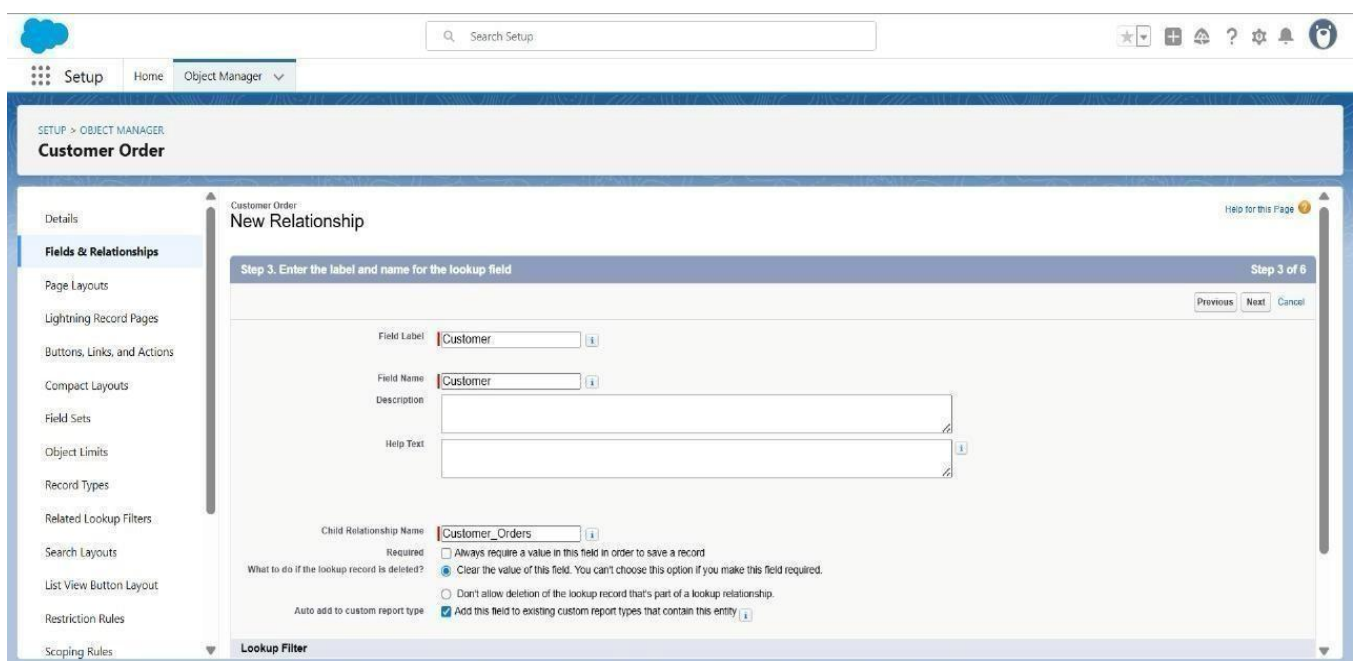 Search Setup
Setup
Home
Object Manager
SETUP > OBJECT MANAGER
Customer Order
Details
Fields & Relationships
Page Layouts
Lightning Record Pages
Buttons, Links, and Actions
Compact Layouts
Field Sets
Object Limits
Record Types
Related Lookup Filters
Search Layouts
List View Button Layout
Restriction Rules
Scoping Rules
Customer Order
New Relationship
Help for this Page
Step 3. Enter the label and name for the lookup field
Step 3 of 6
Previous Next Cancel
Field Label Customer
Field Name Customer
Description
Help Text
Child Relationship Name Customer_Orders
Required Always require a value in this field in order to save a record
What to do if the lookup record is deleted? Clear the value of this field. You can't choose this option if you make this field required.
Don't allow deletion of the lookup record that's part of a lookup relationship.
Auto add to custom report type Add this field to existing custom report types that contain this entity
Lookup Filter